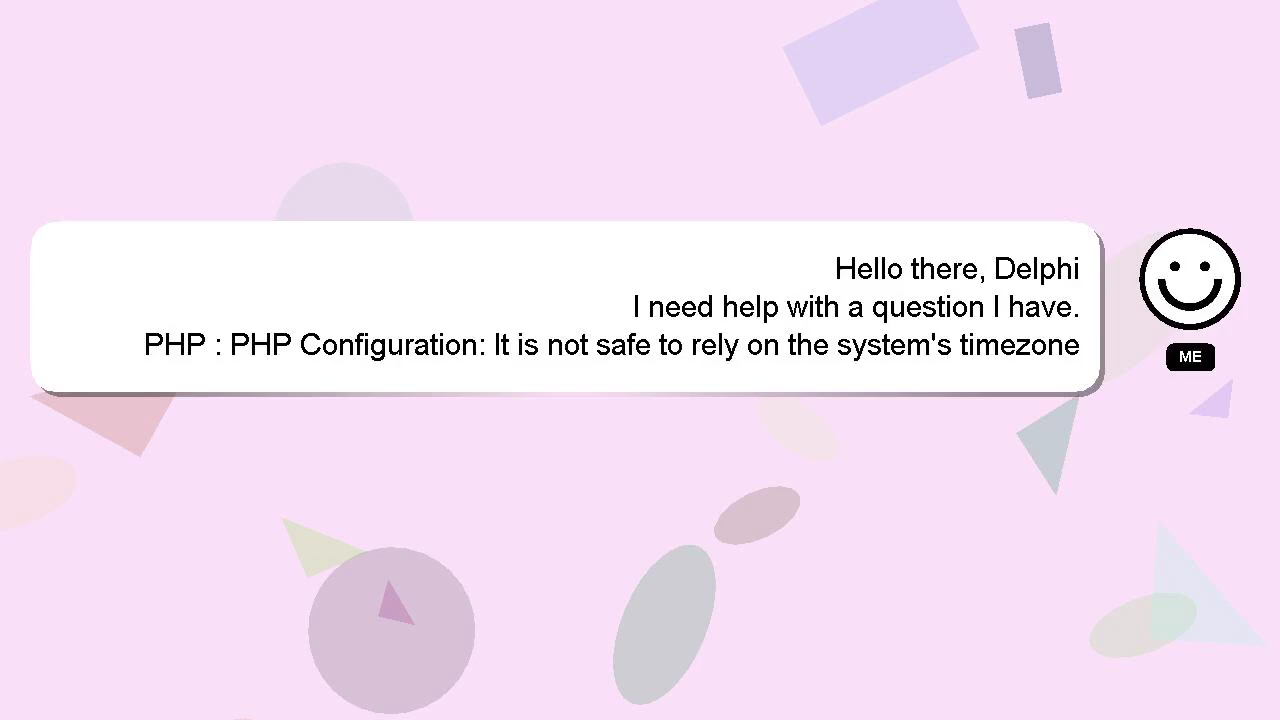 Hello there, Delphi
I need help with a question I have.
PHP : PHP Configuration: It is not safe to rely on the system's timezone
ME